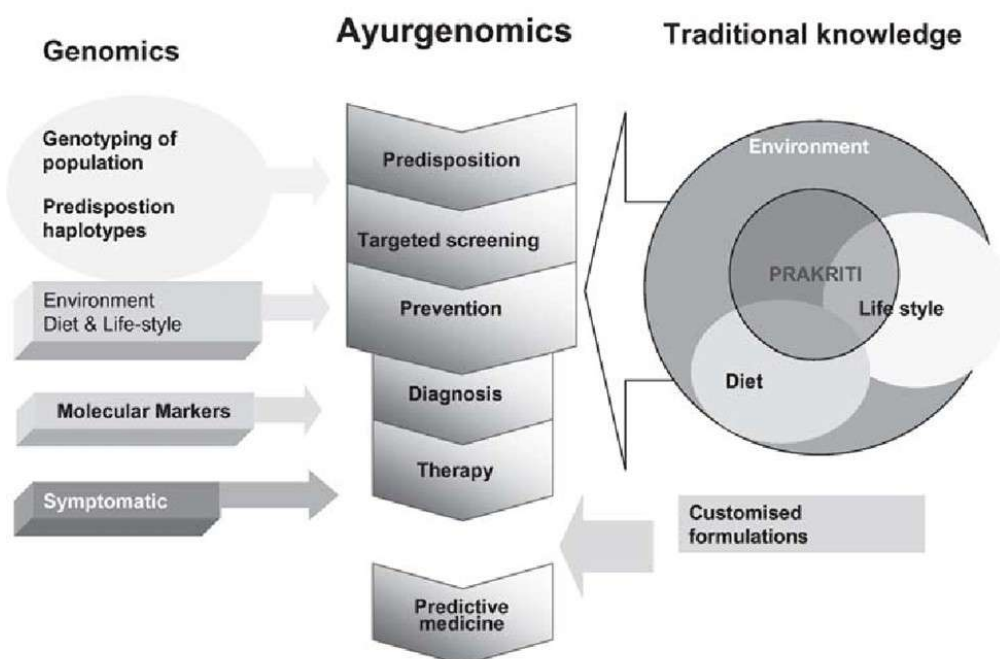 Genomics
Ayurgenomics
Traditional knowledge
Genotyping of
population
Predispostion
haplotypes
Environment
Diet & Life-style
Molecular Markers
Symptomatic
Predisposition
Targeted screening
Prevention
Diagnosis
Therapy
Predictive
medicine
Environment
PRAKRITI
Life style
Diet
Customised
formulations